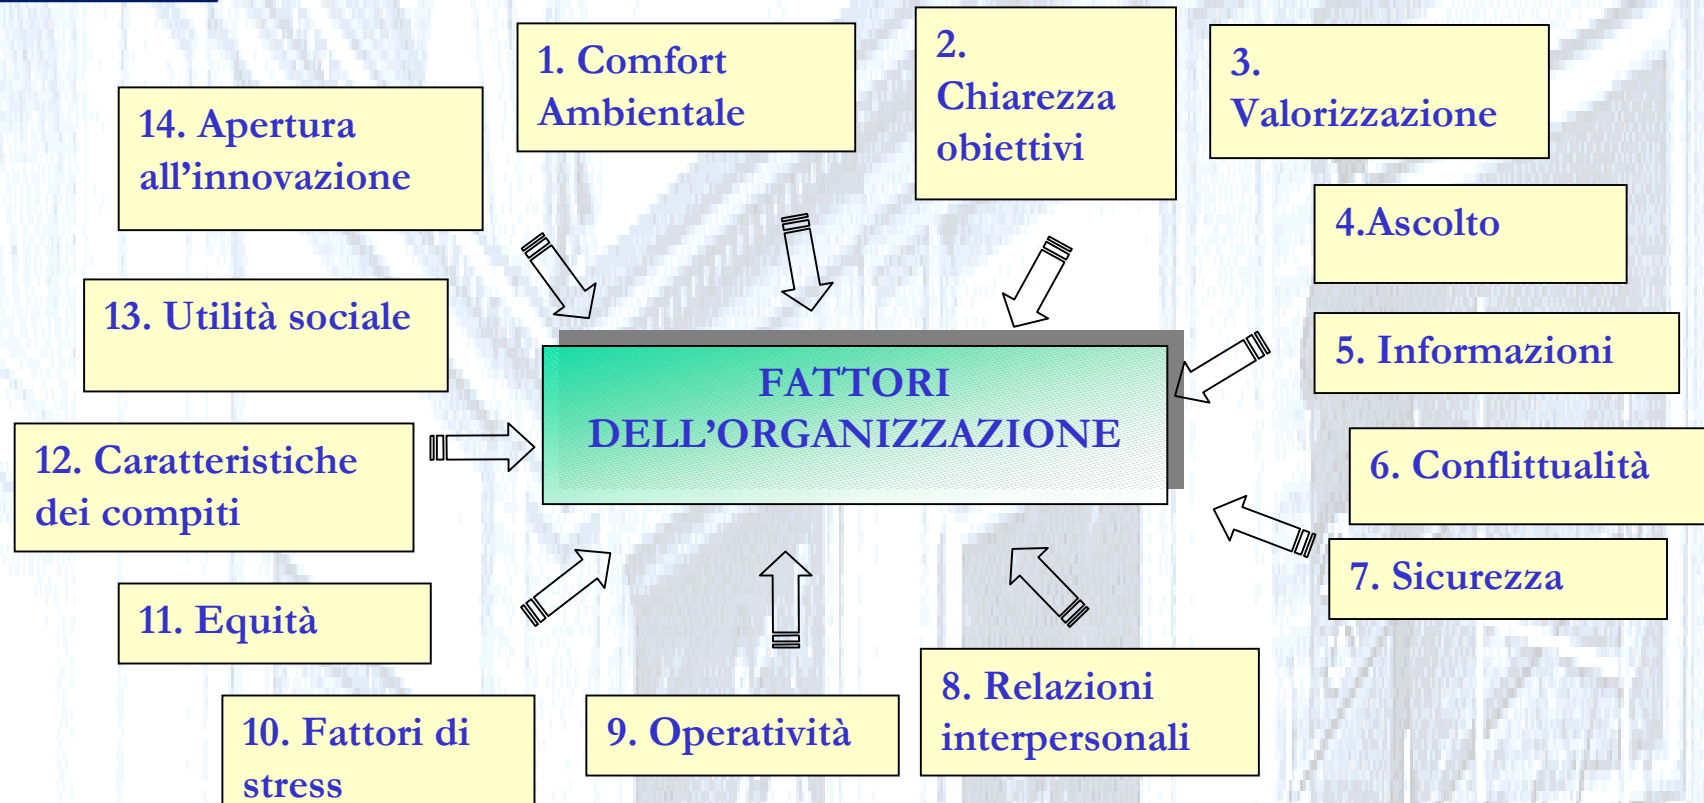 1. Comfort
Ambientale
2.
Chiarezza
obiettivi
3.
Valorizzazione
4.Ascolto
5. Informazioni
6. Conflittualità
7. Sicurezza
8. Relazioni
interpersonali
9. Operatività
10. Fattori di
stress
11. Equità
12. Caratteristiche
dei compiti
13. Utilità sociale
14. Apertura
all’innovazione
FATTORI
DELL’ORGANIZZAZIONE